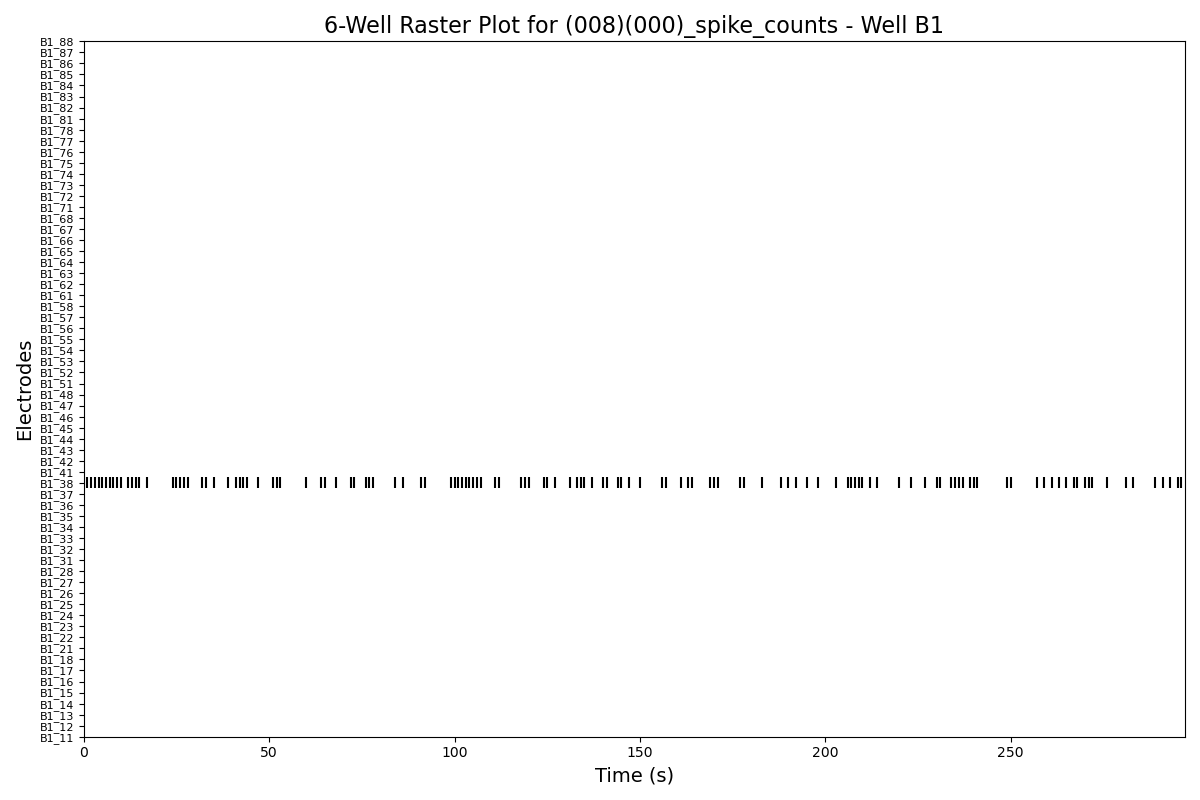 6-Well Raster Plot for (008)(000)_spike_counts - Well B1
B1_88
B1_87
B1_86
B1_85
B1_84
B1_83
B1_82
B1_81
B1_78
B1_77
B1_76
B1_75
B1_74
B1_73
B1_72
B1_71
B1_68
B1_67
B1_66
B1_65
B1_64
B1_63
B1_62
B1_61
B1_58
B1_57
B1_56
B1_55
B1_54
B1_53
B1_52
B1_51
B1_48
B1_47
B1_46
B1_45
B1_44
B1_43
B1_42
B1_41
B1_38
B1_37
B1_36
B1_35
B1_34
B1_33
B1_32
B1_31
B1_28
B1_27
B1_26
B1_25
B1_24
B1_23
B1_22
B1_21
B1_18
B1_17
B1_16
B1_15
B1_14
B1_13
B1_12
B1_11
Electrodes
0 50 100 150 200 250
Time (s)